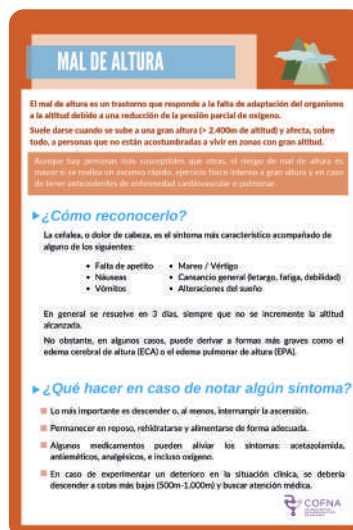 MAL DE ALTURA
El mal de altura es un trastorno que responde a la falta de adaptación del organismo
a la altitud debido a una reducción de la presión parcial de oxígeno.
Suele darse cuando se sube a una gran altura (> 2.400m de altitud) y afecta, sobre
todo, a personas que no están acostumbradas a vivir en zonas con gran altitud.
Aunque hay personas más susceptibles que otras, el riesgo de mal de altura es
mayor si se realiza un ascenso rápido, ejercicio físico intenso a gran altura y en caso
de tener antecedentes de enfermedad cardiovascular o pulmonar.
¿Cómo reconocerlo?
La cefalea, o dolor de cabeza, es el síntoma más característico acompañado de
alguno de los siguientes:
• Falta de apetito
• Náuseas
• Vómitos
• Mareo / Vértigo
• Cansancio general (letargo, fatiga, debilidad)
• Alteraciones del sueño
En general se resuelve en 3 días, siempre que no se incremente la altitud
alcanzada.
No obstante, en algunos casos, puede derivar a formas más graves como el
edema cerebral de altura (ECA) o el edema pulmonar de altura (EPA).
¿Qué hacer en caso de notar algún síntoma?
Lo más importante es descender o, al menos, interrumpir la ascensión.
Permanecer en reposo, rehidratarse y alimentarse de forma adecuada.
Algunos medicamentos pueden aliviar los síntomas: acetazolamida,
antieméticos, analgésicos, e incluso oxígeno.
En caso de experimentar un deterioro en la situación clínica, se debería
descender a cotas más bajas (500m-1.000m) y buscar atención médica.
COFNA